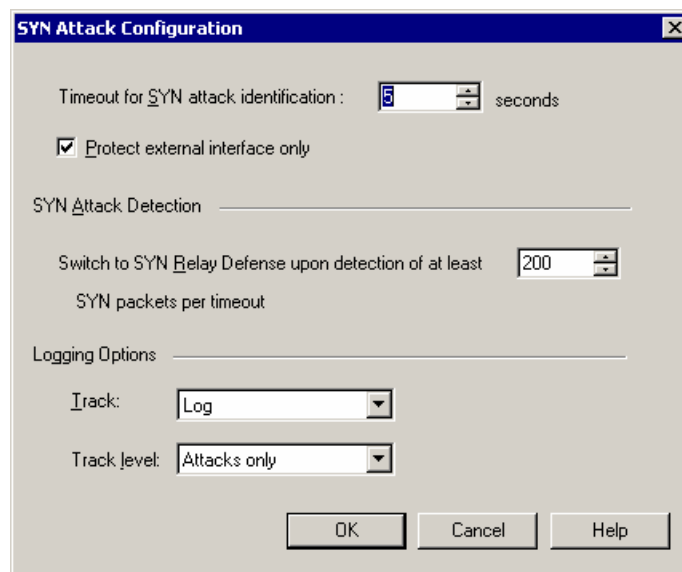 SYN Attack Configuration
Timeout for SYN attack identification : 5 seconds
Protect external interface only
SYN Attack Detection
Switch to SYN Relay Defense upon detection of at least 200
SYN packets per timeout
Logging Options
Track: Log
Track level: Attacks only
OK Cancel Help